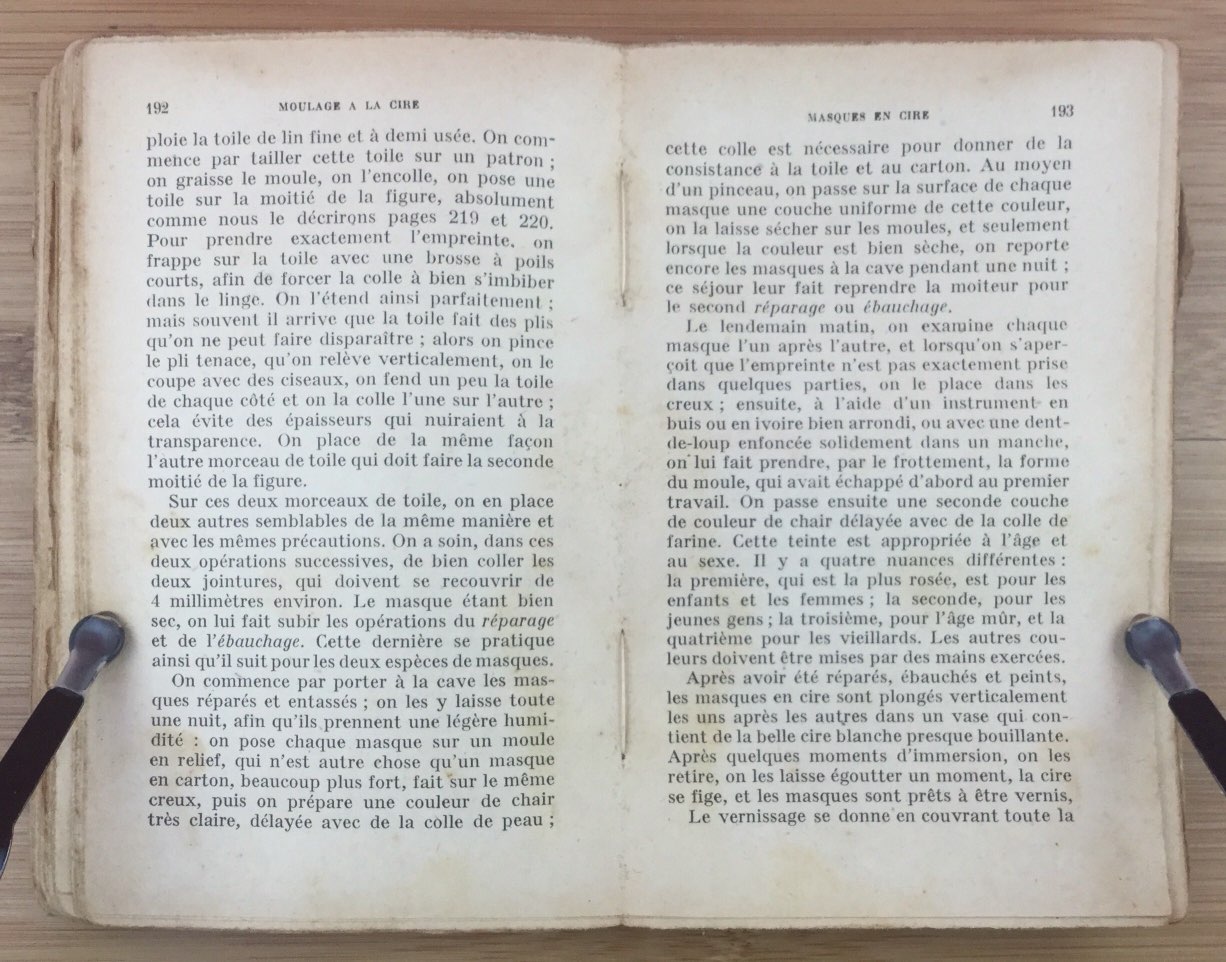 192
MOULAGE A LA CIRE
ploie la toile de lin fine et à demi usée. On com-
mence par tailler cette toile sur un patron ;
on graisse le moule, on l'encolle, on pose une
toile sur la moitié de la figure, absolument
comme nous le décrirons pages 219 et 220.
Pour prendre exactement l'empreinte, on
frappe sur la toile avec une brosse à poils
courts, afin de forcer la colle à bien s'imbiber
dans le linge. On l'étend ainsi parfaitement ;
mais souvent il arrive que la toile fait des plis
qu'on ne peut faire disparaître ; alors on pince
le pli tenace, qu'on relève verticalement, on le
coupe avec des ciseaux, on fend un peu la toile
de chaque côté et on la colle l'une sur l'autre ;
cela évite des épaisseurs qui nuiraient à la
transparence. On place de la même façon
l'autre morceau de toile qui doit faire la seconde
moitié de la figure.
Sur ces deux morceaux de toile, on en place
deux autres semblables de la même manière et
avec les mêmes précautions. On a soin, dans ces
deux opérations successives, de bien coller les
deux jointures, qui doivent se recouvrir de
4 millimètres environ. Le masque étant bien
sec, on lui fait subir les opérations du réparage
et de l'ébauchage. Cette dernière se pratique
ainsi qu'il suit pour les deux espèces de masques.
On commence par porter à la cave les mas-
ques réparés et entassés ; on les y laisse toute
une nuit, afin qu'ils prennent une légère humi-
dité : on pose chaque masque sur un moule
en relief, qui n'est autre chose qu'un masque
en carton, beaucoup plus fort, fait sur le même
creux, puis on prépare une couleur de chair
très claire, délayée avec de la colle de peau ;
MASQUES EN CIRE
193
cette colle est nécessaire pour donner de la
consistance à la toile et au carton. Au moyen
d'un pinceau, on passe sur la surface de chaque
masque une couche uniforme de cette couleur,
on la laisse sécher sur les moules, et seulement
lorsque la couleur est bien sèche, on reporte
encore les masques à la cave pendant une nuit ;
ce séjour leur fait reprendre la moiteur pour
le second réparage ou ébauchage.
Le lendemain matin, on examine chaque
masque l'un après l'autre, et lorsqu'on s'aper-
çoit que l'empreinte n'est pas exactement prise
dans quelques parties, on le place dans les
creux ; ensuite, à l'aide d'un instrument en
buis ou en ivoire bien arrondi, ou avec une dent-
de-loup enfoncée solidement dans un manche,
on lui fait prendre, par le frottement, la forme
du moule, qui avait échappé d'abord au premier
travail. On passe ensuite une seconde couche
de couleur de chair délayée avec de la colle de
farine. Cette teinte est appropriée à l'âge et
au sexe. Il y a quatre nuances différentes :
la première, qui est la plus rosée, est pour les
enfants et les femmes ; la seconde, pour les
jeunes gens ; la troisième, pour l'âge mûr, et la
quatrième pour les vieillards. Les autres cou-
leurs doivent être mises par des mains exercées.
Après avoir été réparés, ébauchés et peints,
les masques en cire sont plongés verticalement
les uns après les autres dans un vase qui con-
tient de la belle cire blanche presque bouillante.
Après quelques moments d'immersion, on les
retire, on les laisse égoutter un moment, la cire
se fige, et les masques sont prêts à être vernis,
Le vernissage se donne en couvrant toute la